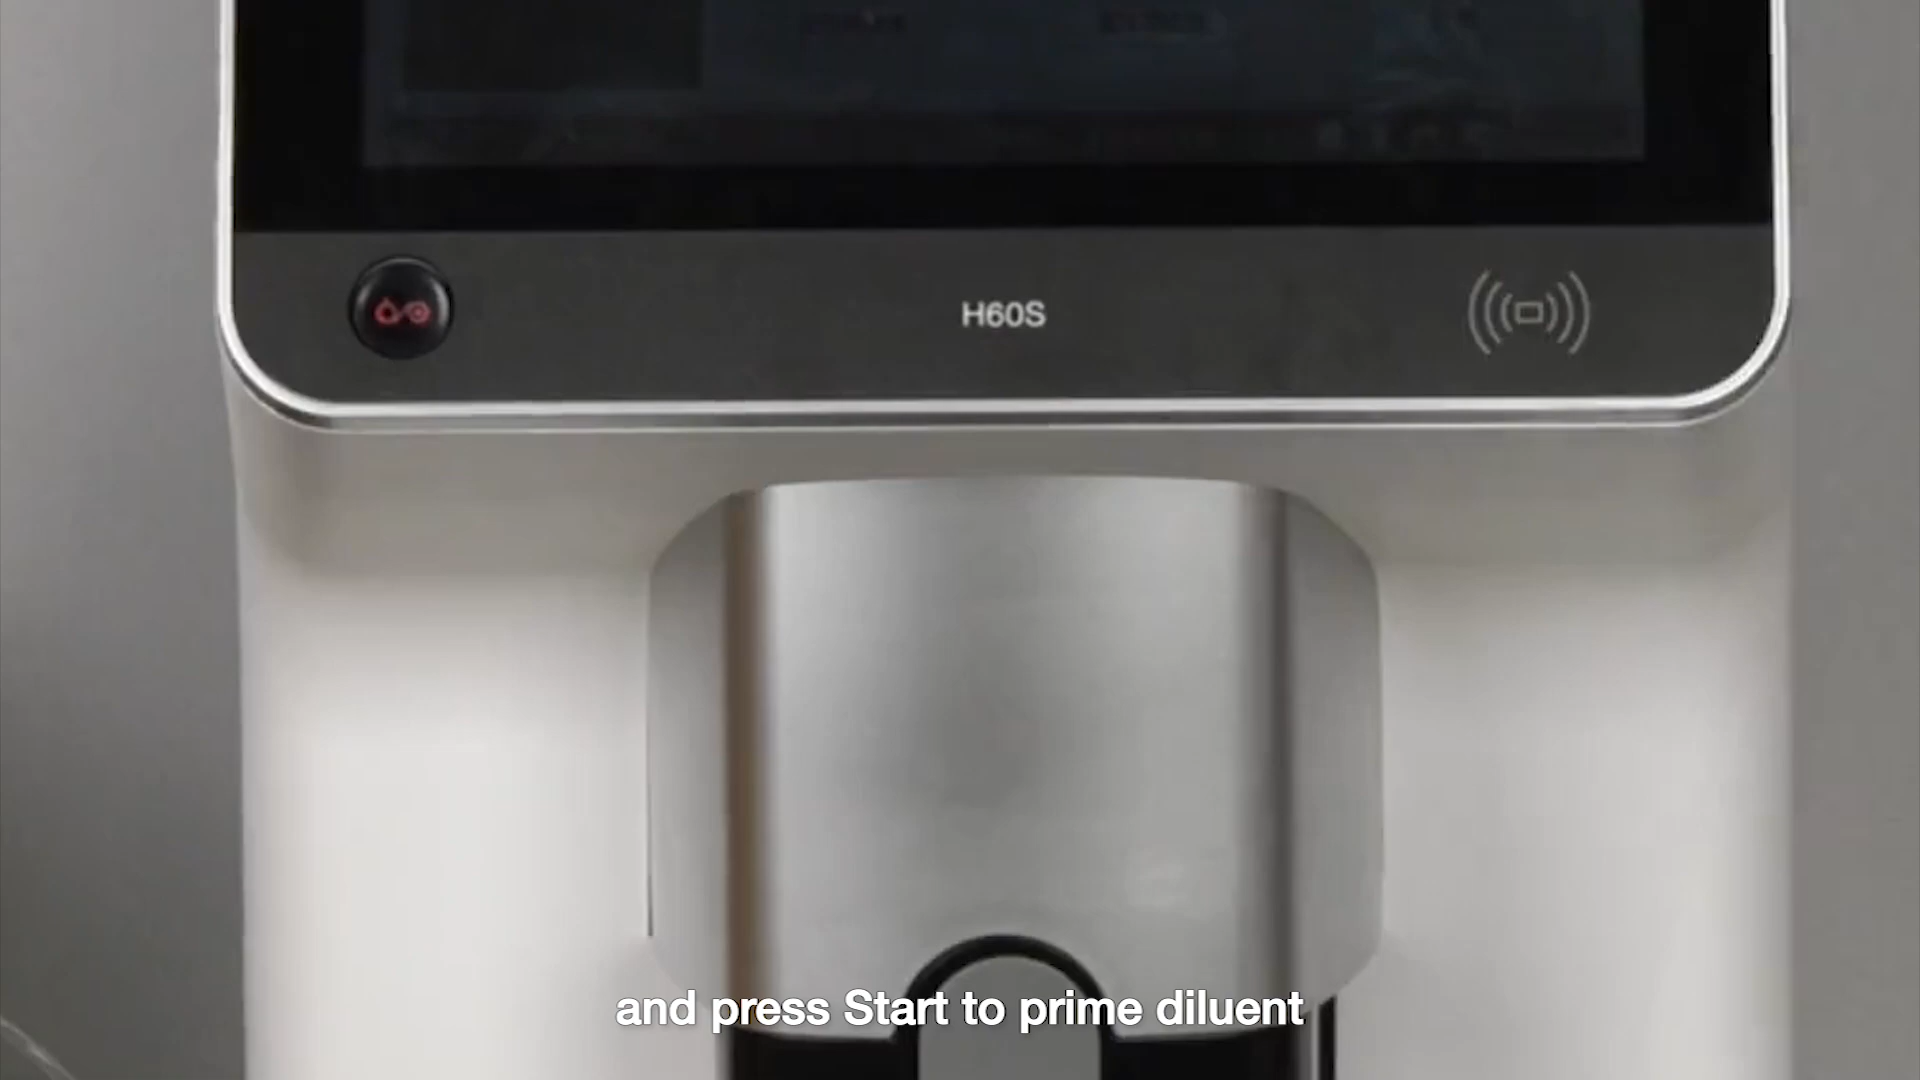 H60S
and press Start to prime diluent